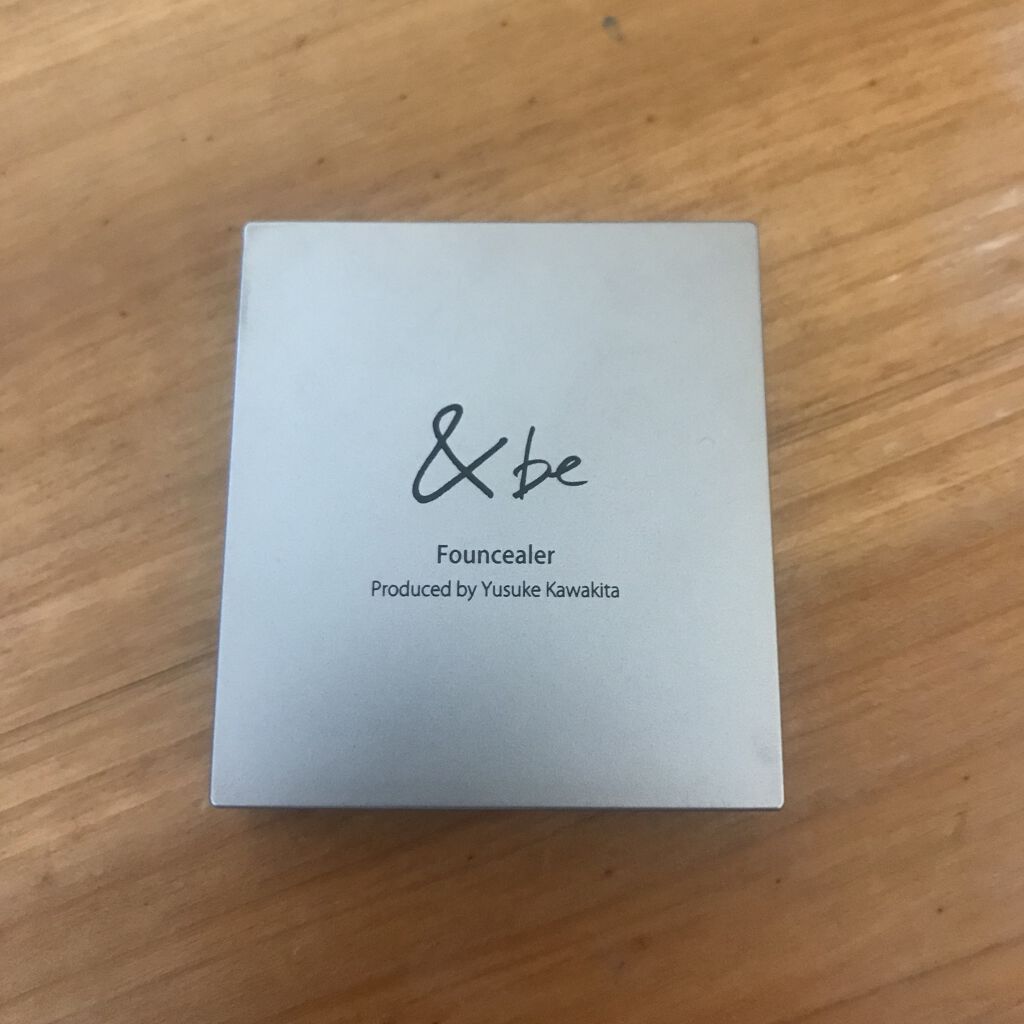 &be
Founcealer
Produced by Yusuke Kawakita